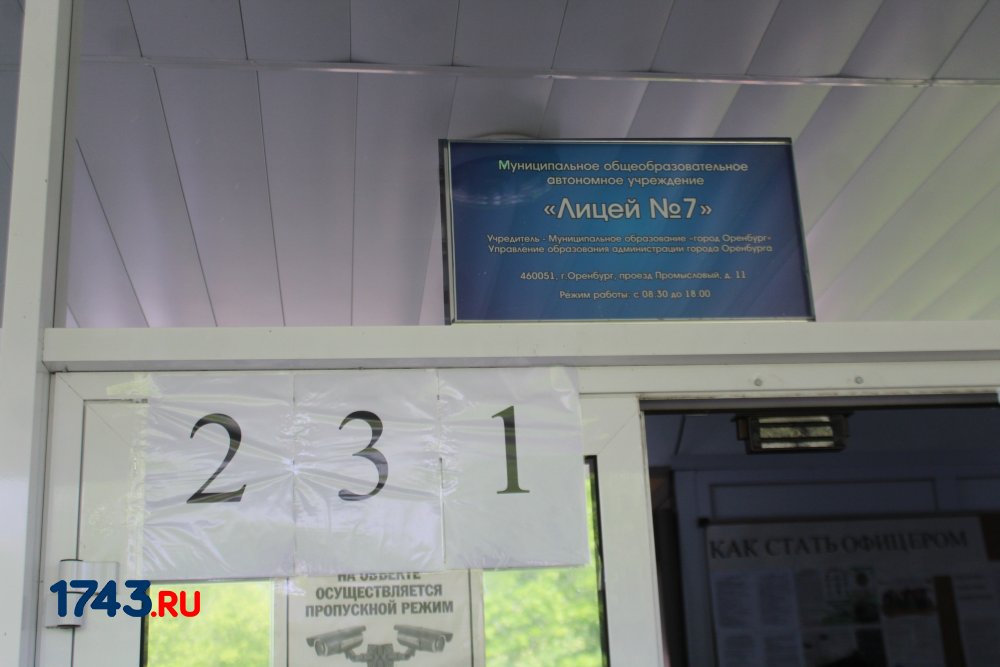 Муниципальное общеобразовательное
автономное учреждение
«Лицей №7»
Учредитель - Муниципальное образование «город Оренбург»
Управление образования администрации города Оренбурга
460051, г.Оренбург, проезд Промысловый, д. 11
Режим работы: с 08:30 до 18:00
2 3 1
НА ОБЪЕКТЕ
ОСУЩЕСТВЛЯЕТСЯ
ПРОПУСКНОЙ РЕЖИМ
КАК СТАТЬ ОФИЦЕРОМ
1743.RU